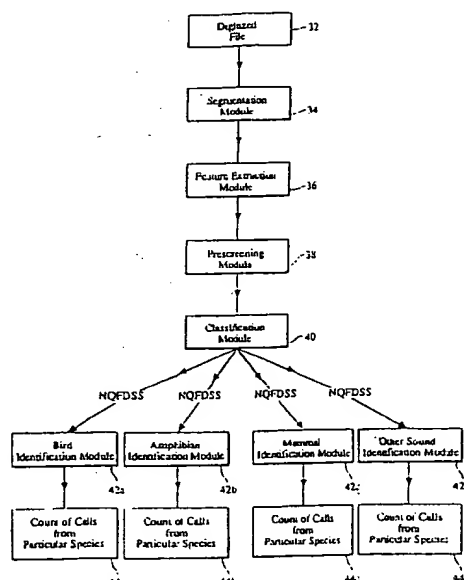 Digitized
File
32
Segmentation
Module
34
Feature Extraction
Module
36
Prescreening
Module
38
Classification
Module
40
NQFDSS NQFDSS NQFDSS NQFDSS
Bird
Identification Module
Amphibian
Identification Module
Mammal
Identification Module
Other Sound
Identification Module
42a 42b 42c 42
Count of Calls
from
Particular Species
Count of Calls
from
Particular Species
Count of Calls
from
Particular Species
Count of Calls
from
Particular Species